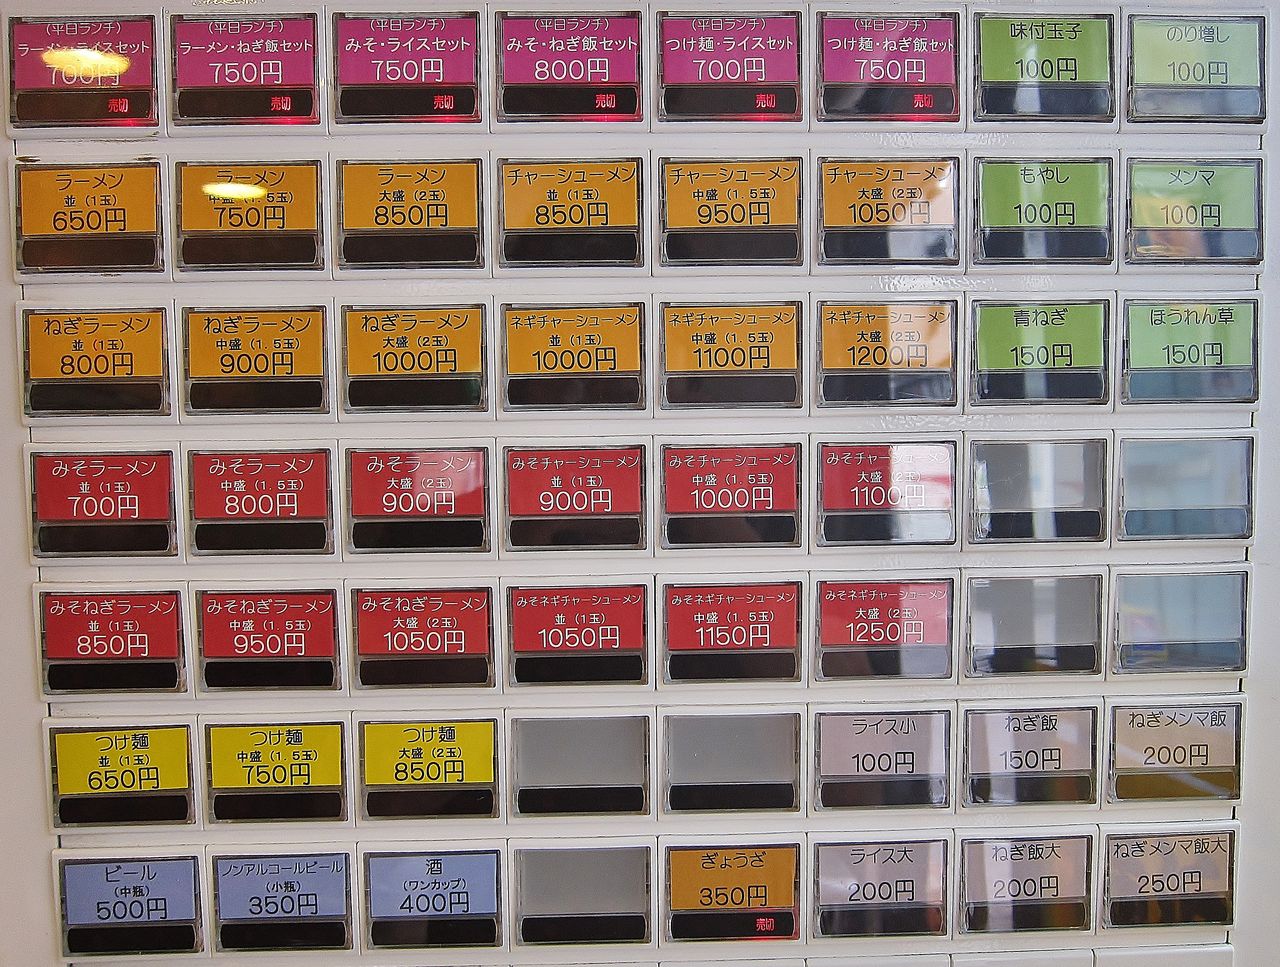 (平日ランチ)
ラーメン・ライスセット
700円
売切
(平日ランチ)
ラーメン・ねぎ飯セット
750円
売切
(平日ランチ)
みそ・ライスセット
750円
売切
(平日ランチ)
みそ・ねぎ飯セット
800円
売切
(平日ランチ)
つけ麺・ライスセット
700円
売切
(平日ランチ)
つけ麺・ねぎ飯セット
750円
売切
味付玉子
100円
のり増し
100円
ラーメン
並(1玉)
650円
ラーメン
中盛(1.5玉)
750円
ラーメン
大盛(2玉)
850円
チャーシューメン
並(1玉)
850円
チャーシューメン
中盛(1.5玉)
950円
チャーシューメン
大盛(2玉)
1050円
もやし
100円
メンマ
100円
ねぎラーメン
並(1玉)
800円
ねぎラーメン
中盛(1.5玉)
900円
ねぎラーメン
大盛(2玉)
1000円
ネギチャーシューメン
並(1玉)
1000円
ネギチャーシューメン
中盛(1.5玉)
1100円
ネギチャーシューメン
大盛(2玉)
1200円
青ねぎ
150円
ほうれん草
150円
みそラーメン
並(1玉)
700円
みそラーメン
中盛(1.5玉)
800円
みそラーメン
大盛(2玉)
900円
みそチャーシューメン
並(1玉)
900円
みそチャーシューメン
中盛(1.5玉)
1000円
みそチャーシューメン
大盛(2玉)
1100円
みそねぎラーメン
並(1玉)
850円
みそねぎラーメン
中盛(1.5玉)
950円
みそねぎラーメン
大盛(2玉)
1050円
みそネギチャーシューメン
並(1玉)
1050円
みそネギチャーシューメン
中盛(1.5玉)
1150円
みそネギチャーシューメン
大盛(2玉)
1250円
つけ麺
並(1玉)
650円
つけ麺
中盛(1.5玉)
750円
つけ麺
大盛(2玉)
850円
ライス小
100円
ねぎ飯
150円
ねぎメンマ飯
200円
ビール
(中瓶)
500円
ノンアルコールビール
(小瓶)
350円
酒
(ワンカップ)
400円
ぎょうざ
350円
売切
ライス大
200円
ねぎ飯大
200円
ねぎメンマ飯大
250円